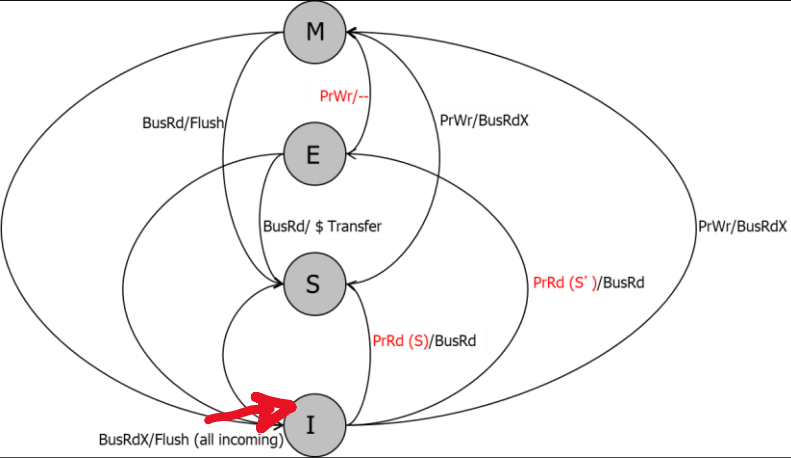 M
PrWr/--
BusRd/Flush
PrWr/BusRdX
E
BusRd/ $ Transfer
PrWr/BusRdX
S
PrRd (S')/BusRd
PrRd (S)/BusRd
I
BusRdX/Flush (all incoming)